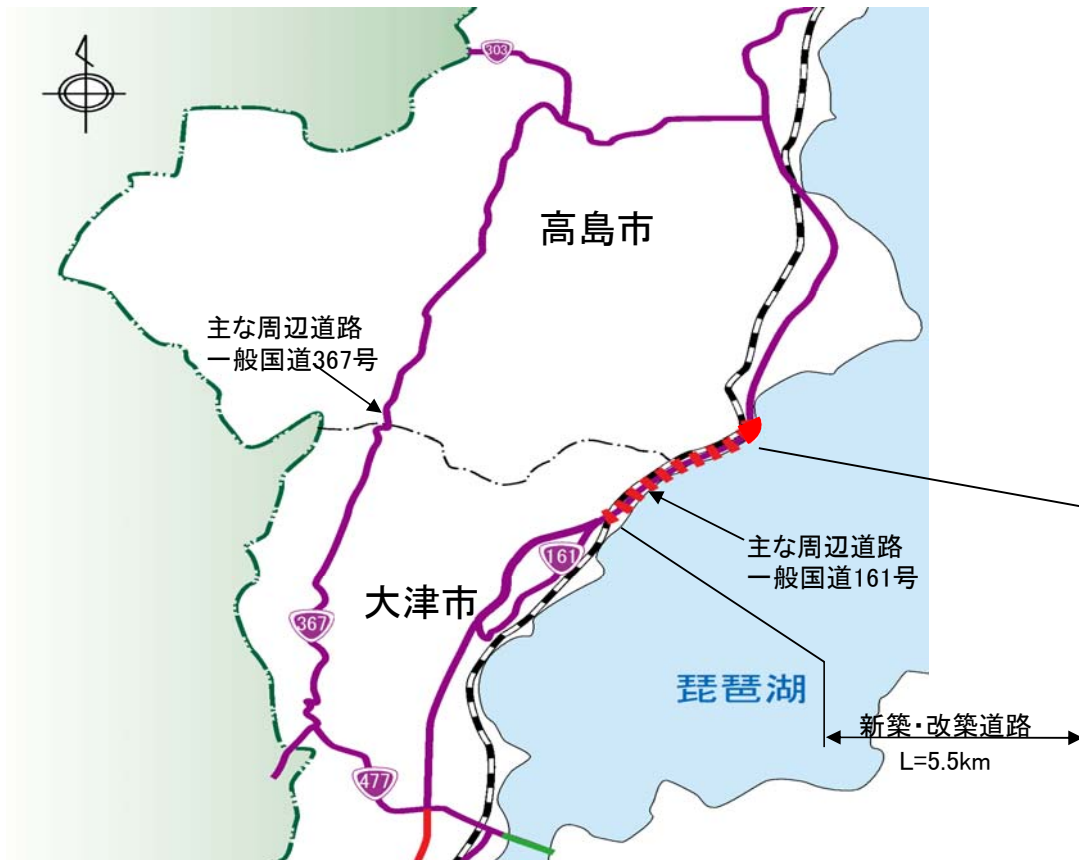 303
高島市
主な周辺道路
一般国道367号
主な周辺道路
一般国道161号
161
大津市
367
琵琶湖
新築・改築道路
L=5.5km
477